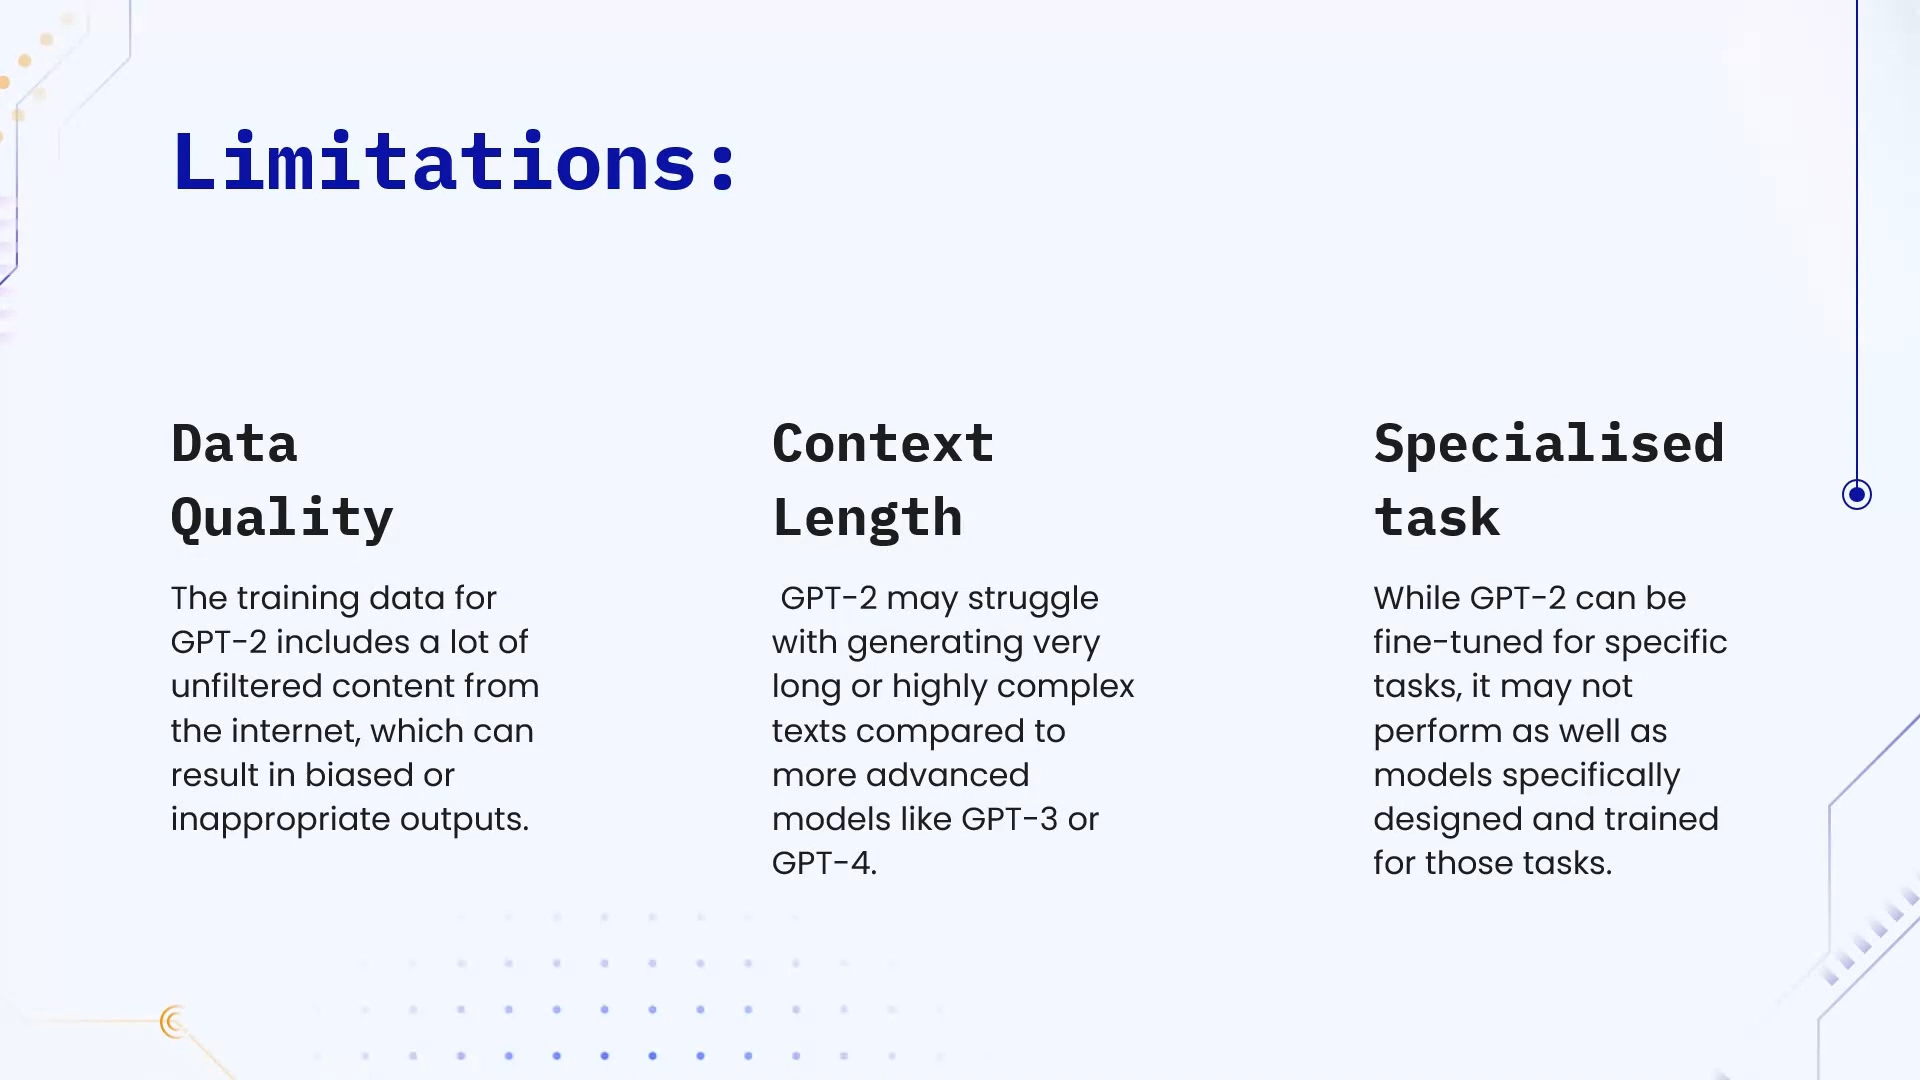 Limitations:
Data
Quality
The training data for
GPT-2 includes a lot of
unfiltered content from
the internet, which can
result in biased or
inappropriate outputs.
Context
Length
GPT-2 may struggle
with generating very
long or highly complex
texts compared to
more advanced
models like GPT-3 or
GPT-4.
Specialised
task
While GPT-2 can be
fine-tuned for specific
tasks, it may not
perform as well as
models specifically
designed and trained
for those tasks.